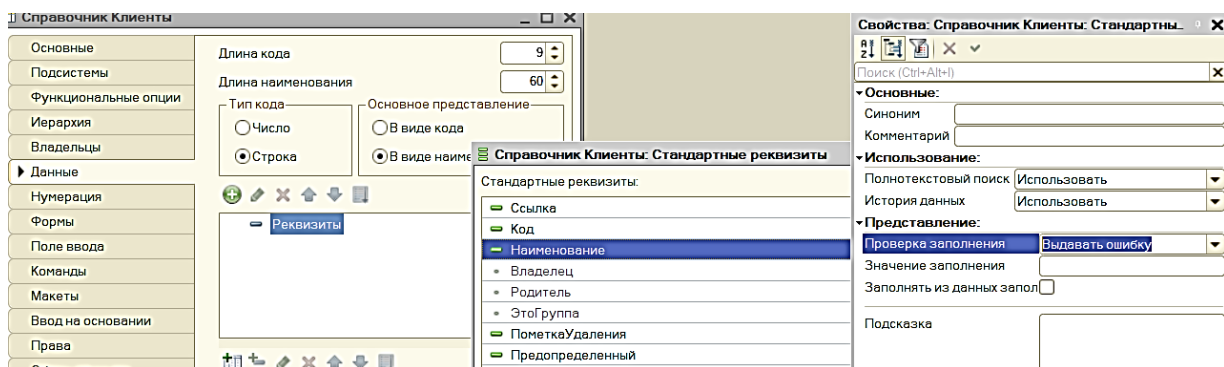 Справочник Клиенты
Основные
Подсистемы
Функциональные опции
Иерархия
Владельцы
Данные
Нумерация
Формы
Поле ввода
Команды
Макеты
Ввод на основании
Права
Длина кода
9
Длина наименования
60
Тип кода
Число
Строка
Основное представление
В виде кода
В виде наиме
Реквизиты
Справочник Клиенты: Стандартные реквизиты
Стандартные реквизиты:
Ссылка
Код
Наименование
Владелец
Родитель
ЭтоГруппа
ПометкаУдаления
Предопределенный
Свойства: Справочник Клиенты: Стандартны...
Поиск (Ctrl+Alt+I)
Основные:
Синоним
Комментарий
Использование:
Полнотекстовый поиск Использовать
История данных Использовать
Представление:
Проверка заполнения Выдавать ошибку
Значение заполнения
Заполнять из данных запол
Подсказка